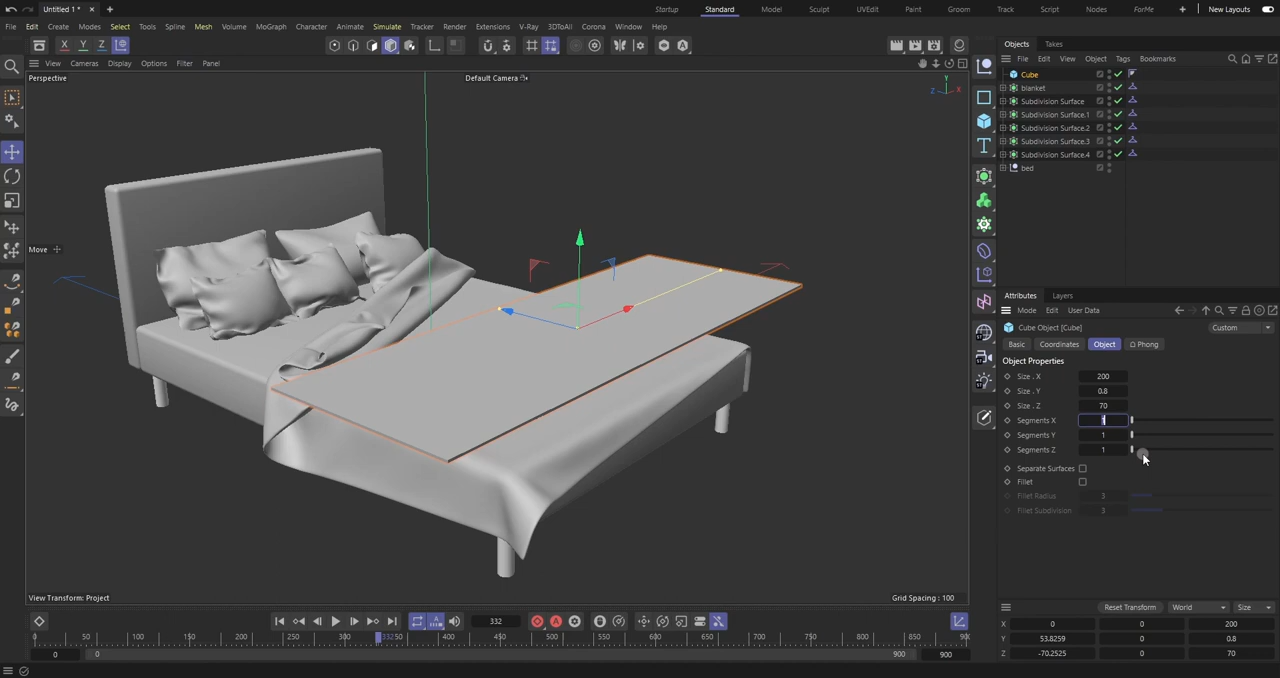 Untitled 1 *
Startup Standard Model Sculpt UVEdit Paint Groom Track Script Nodes ForMe New Layouts
File Edit Create Modes Select Tools Spline Mesh Volume MoGraph Character Animate Simulate Tracker Render Extensions V-Ray 3DToAll Corona Window Help
Objects Takes
View Cameras Display Options Filter Panel
File Edit View Object Tags Bookmarks
Perspective
Default Camera
Y
Z X
Cube
blanket
Subdivision Surface
Subdivision Surface.1
Subdivision Surface.2
Subdivision Surface.3
Subdivision Surface.4
bed
Move
Attributes Layers
Mode Edit User Data
Cube Object [Cube]
Custom
Basic Coordinates Object Phong
Object Properties
Size . X 200
Size . Y 0.8
Size . Z 70
Segments X
Segments Y 1
Segments Z 1
Separate Surfaces
Fillet
Fillet Radius 3
Fillet Subdivision 3
View Transform: Project
Grid Spacing : 100
Reset Transform World Size
332
X 0 0 200
Y 53.8259 0 0.8
Z -70.2525 0 70
0 50 100 150 200 250 300 332 50 400 450 500 550 600 650 700 750 800 850 90
0 0 900 900